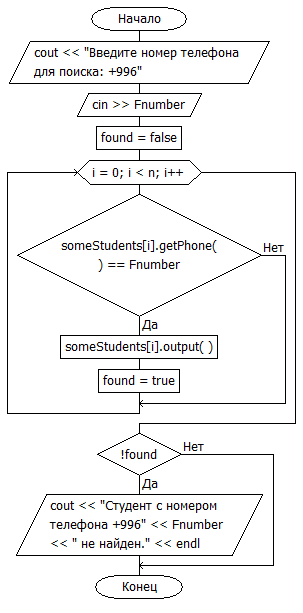 Начало
cout << "Введите номер телефона
для поиска: +996"
cin >> Fnumber
found = false
i = 0; i < n; i++
someStudents[i].getPhone(
) == Fnumber
Нет
Да
someStudents[i].output( )
found = true
!found
Нет
Да
cout << "Студент с номером
телефона +996" << Fnumber
<< " не найден." << endl
Конец